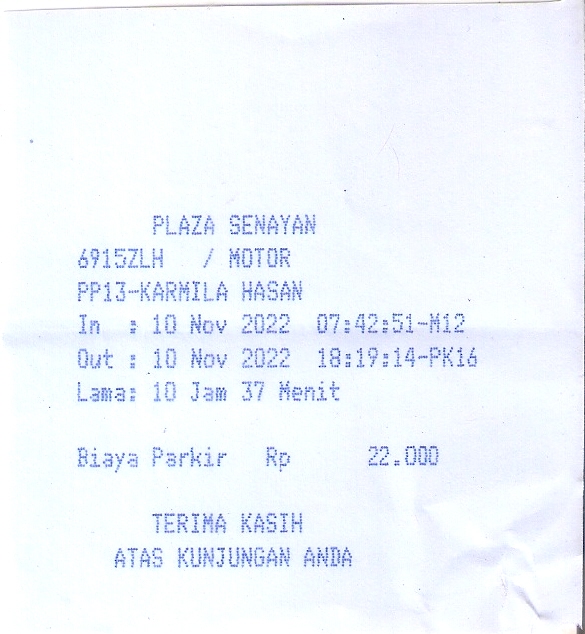 PLAZA SENAYAN
6915ZLH / MOTOR
PP13-KARMILA HASAN
In : 10 Nov 2022 07:42:51-M12
Out : 10 Nov 2022 18:19:14-PK16
Lama: 10 Jam 37 Menit
Biaya Parkir Rp 22.000
TERIMA KASIH
ATAS KUNJUNGAN ANDA